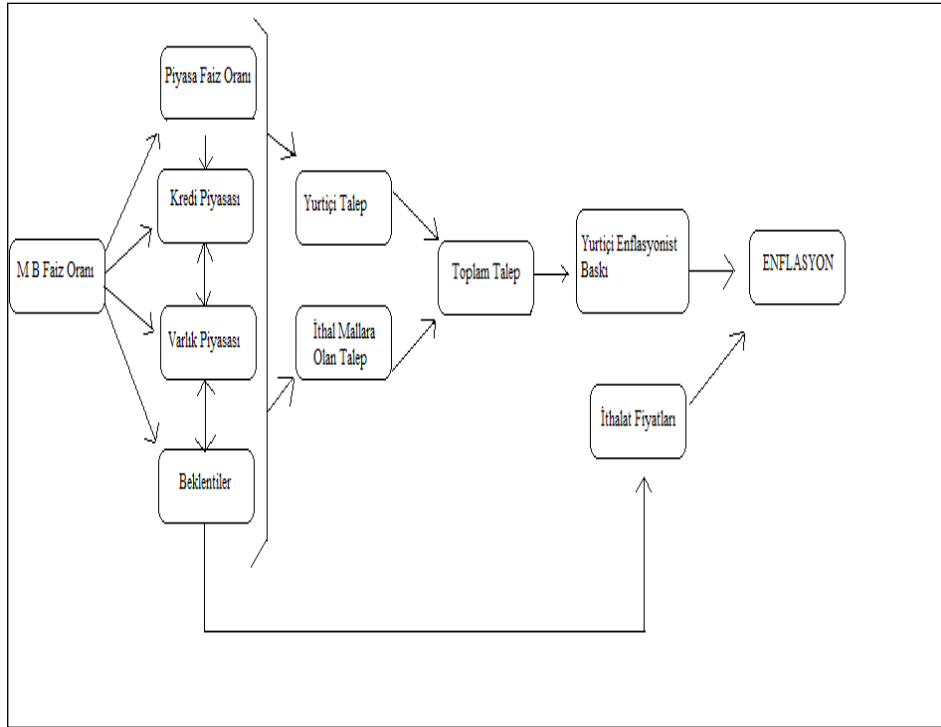 Piyasa Faiz Oranı
Kredi Piyasası
Yurtiçi Talep
M B Faiz Oranı
Toplam Talep
Yurtiçi Enflasyonist
Baskı
ENFLASYON
Varlık Piyasası
İthal Mallara
Olan Talep
İthalat Fiyatları
Beklentiler